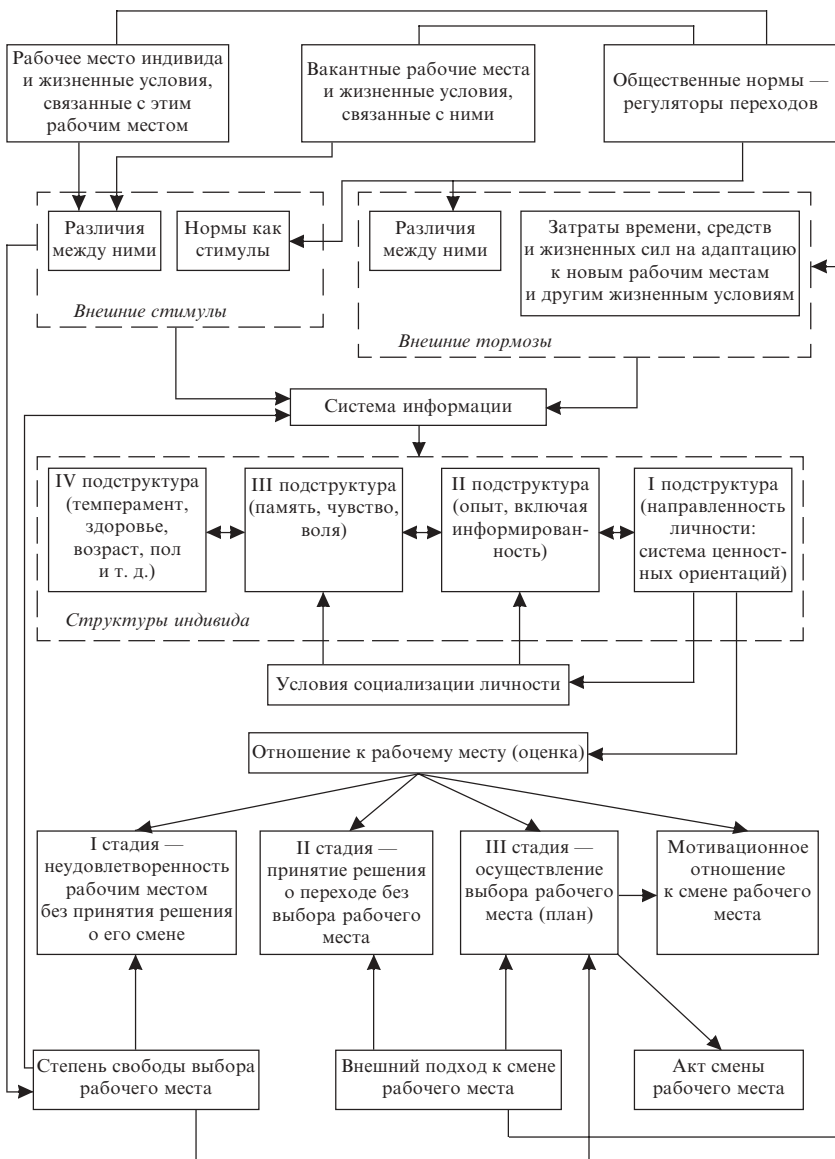 Рабочее место индивида
и жизненные условия,
связанные с этим
рабочим местом
Вакантные рабочие места
и жизненные условия,
связанные с ними
Общественные нормы —
регуляторы переходов
Различия
между ними
Нормы как
стимулы
Внешние стимулы
Различия
между ними
Затраты времени, средств
и жизненных сил на адаптацию
к новым рабочим местам
и другим жизненным условиям
Внешние тормозы
Система информации
IV подструктура
(темперамент,
здоровье,
возраст, пол
и т. д.)
III подструктура
(память, чувство,
воля)
II подструктура
(опыт, включая
информирован-
ность)
I подструктура
(направленность
личности:
система ценност-
ных ориентаций)
Структуры индивида
Условия социализации личности
Отношение к рабочему месту (оценка)
I стадия —
неудовлетворенность
рабочим местом
без принятия решения
о его смене
II стадия —
принятие решения
о переходе без
выбора рабочего
места
III стадия —
осуществление
выбора рабочего
места (план)
Мотивационное
отношение
к смене рабочего
места
Степень свободы выбора
рабочего места
Внешний подход к смене
рабочего места
Акт смены
рабочего места